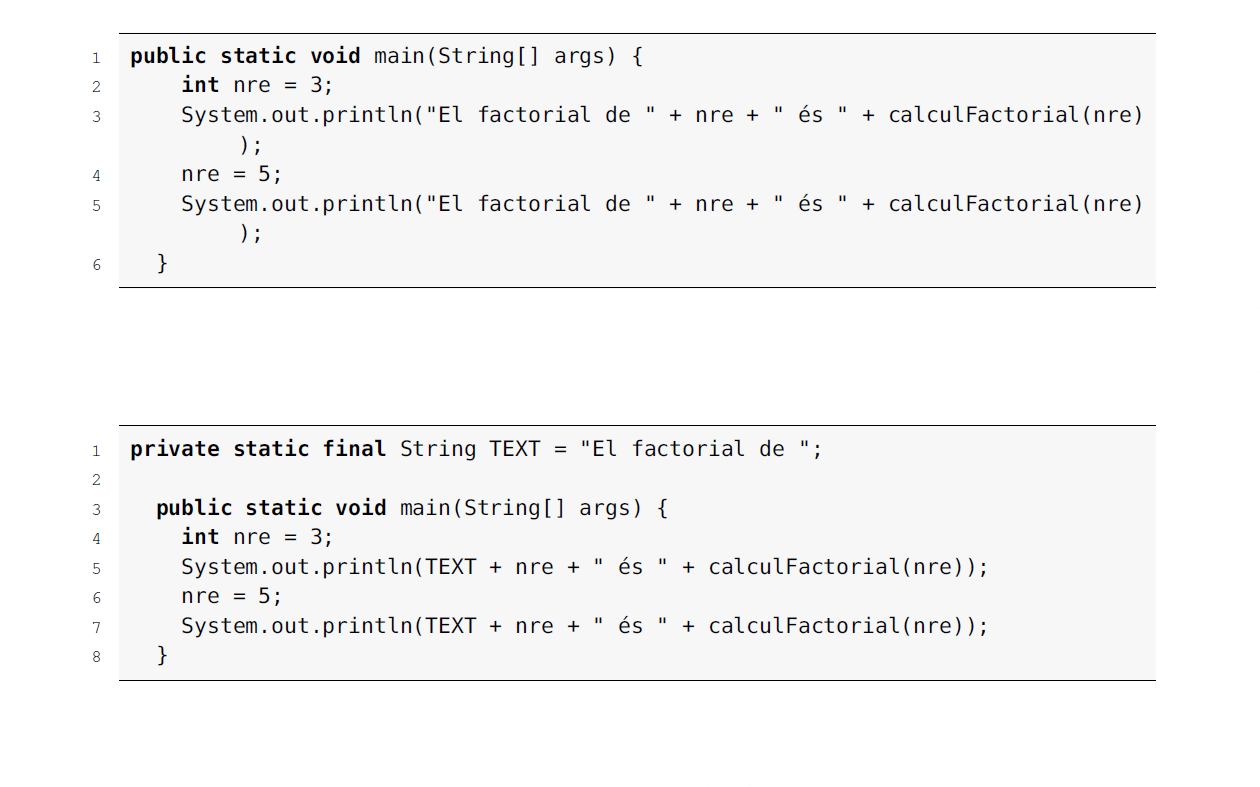 1 public static void main(String[] args) {
2 int nre = 3;
3 System.out.println("El factorial de " + nre + " és " + calculFactorial(nre)
);
4 nre = 5;
5 System.out.println("El factorial de " + nre + " és " + calculFactorial(nre)
);
6 }
1 private static final String TEXT = "El factorial de ";
2
3 public static void main(String[] args) {
4 int nre = 3;
5 System.out.println(TEXT + nre + " és " + calculFactorial(nre));
6 nre = 5;
7 System.out.println(TEXT + nre + " és " + calculFactorial(nre));
8 }